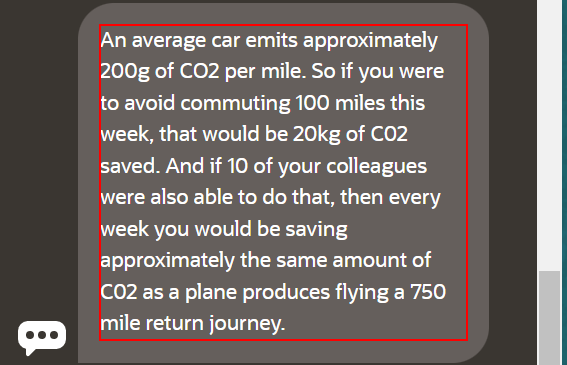 An average car emits approximately
200g of CO2 per mile. So if you were
to avoid commuting 100 miles this
week, that would be 20kg of C02
saved. And if 10 of your colleagues
were also able to do that, then every
week you would be saving
approximately the same amount of
C02 as a plane produces flying a 750
mile return journey.